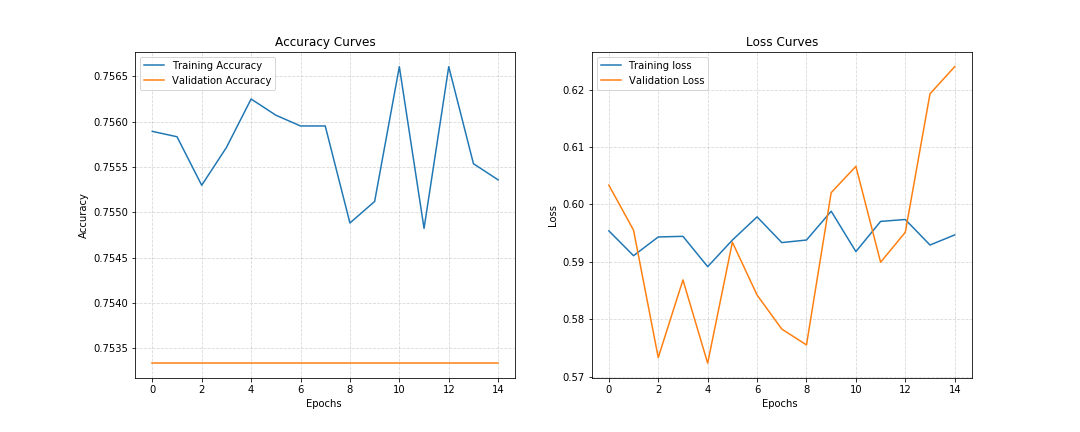 Accuracy Curves
Training Accuracy
Validation Accuracy
0.7565
0.7560
0.7555
0.7550
0.7545
0.7540
0.7535
Accuracy
0 2 4 6 8 10 12 14
Epochs
Loss Curves
Training loss
Validation Loss
0.62
0.61
0.60
0.59
0.58
0.57
Loss
0 2 4 6 8 10 12 14
Epochs